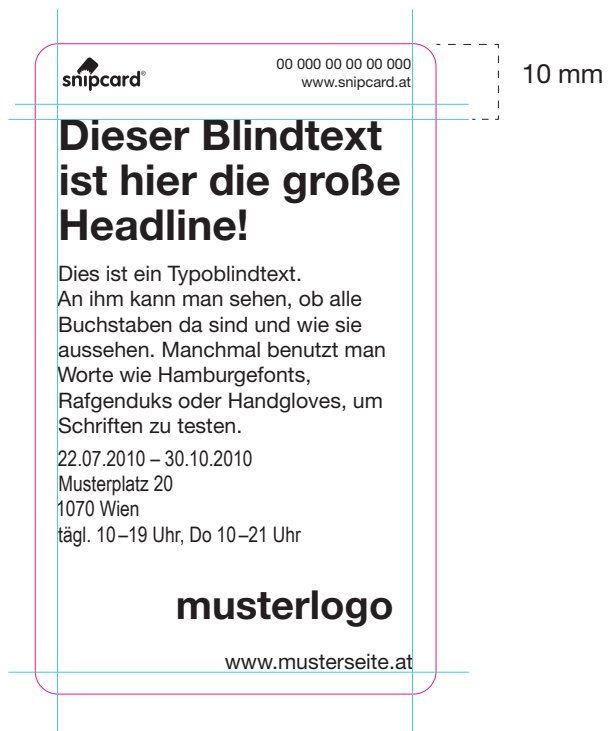 snipcard®
00 000 00 00 00 000
www.snipcard.at
10 mm
Dieser Blindtext
ist hier die große
Headline!
Dies ist ein Typoblindtext.
An ihm kann man sehen, ob alle
Buchstaben da sind und wie sie
aussehen. Manchmal benutzt man
Worte wie Hamburgefonts,
Rafgenduks oder Handgloves, um
Schriften zu testen.
22.07.2010 – 30.10.2010
Musterplatz 20
1070 Wien
tägl. 10–19 Uhr, Do 10–21 Uhr
musterlogo
www.musterseite.at